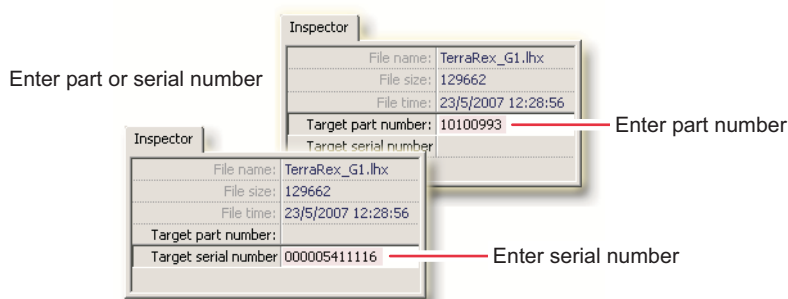 Inspector
File name: TerraRex_G1.lhx
File size: 129662
File time: 23/5/2007 12:28:56
Target part number: 10100993
Target serial number
Enter part or serial number
Enter part number
Inspector
File name: TerraRex_G1.lhx
File size: 129662
File time: 23/5/2007 12:28:56
Target part number:
Target serial number 000005411116
Enter serial number